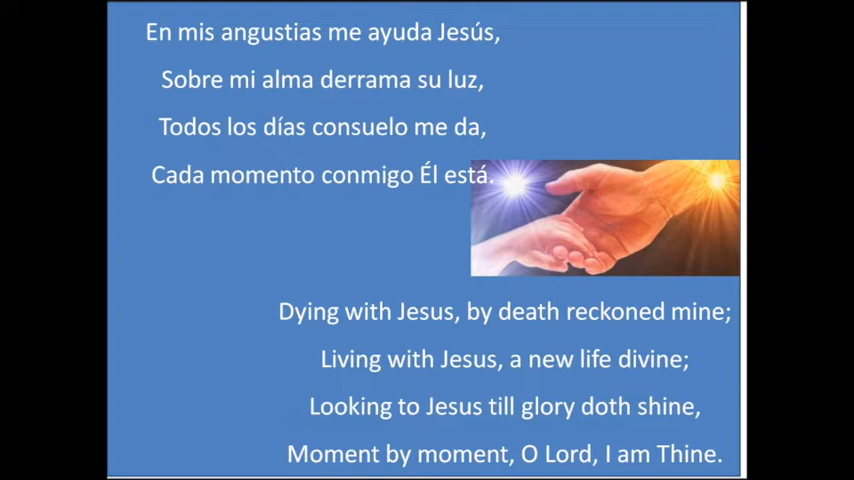 En mis angustias me ayuda Jesús,
Sobre mi alma derrama su luz,
Todos los días consuelo me da,
Cada momento conmigo Él está.
Dying with Jesus, by death reckoned mine;
Living with Jesus, a new life divine;
Looking to Jesus till glory doth shine,
Moment by moment, O Lord, I am Thine.